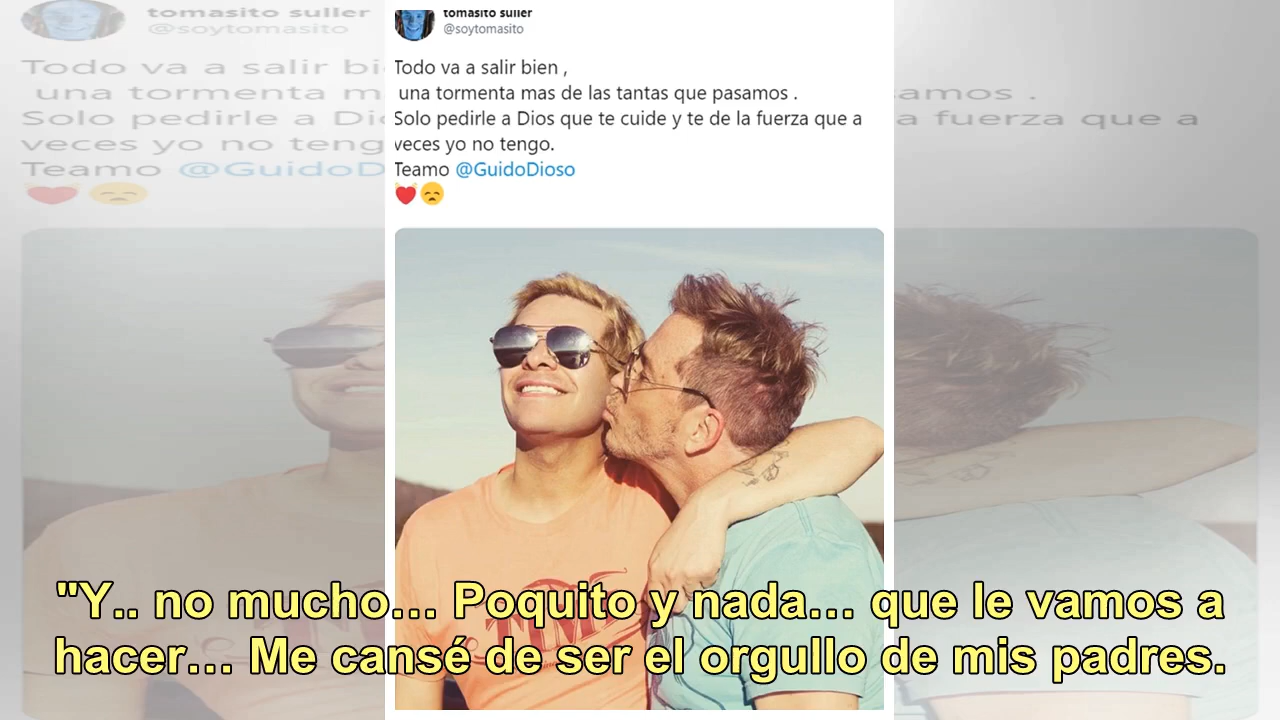 tomasito suller
@soytomasito
Todo va a salir bien ,
una tormenta mas de las tantas que pasamos .
Solo pedirle a Dios que te cuide y te de la fuerza que a
veces yo no tengo.
Teamo @GuidoDioso
"Y.. no mucho... Poquito y nada... que le vamos a
hacer... Me cansé de ser el orgullo de mis padres.